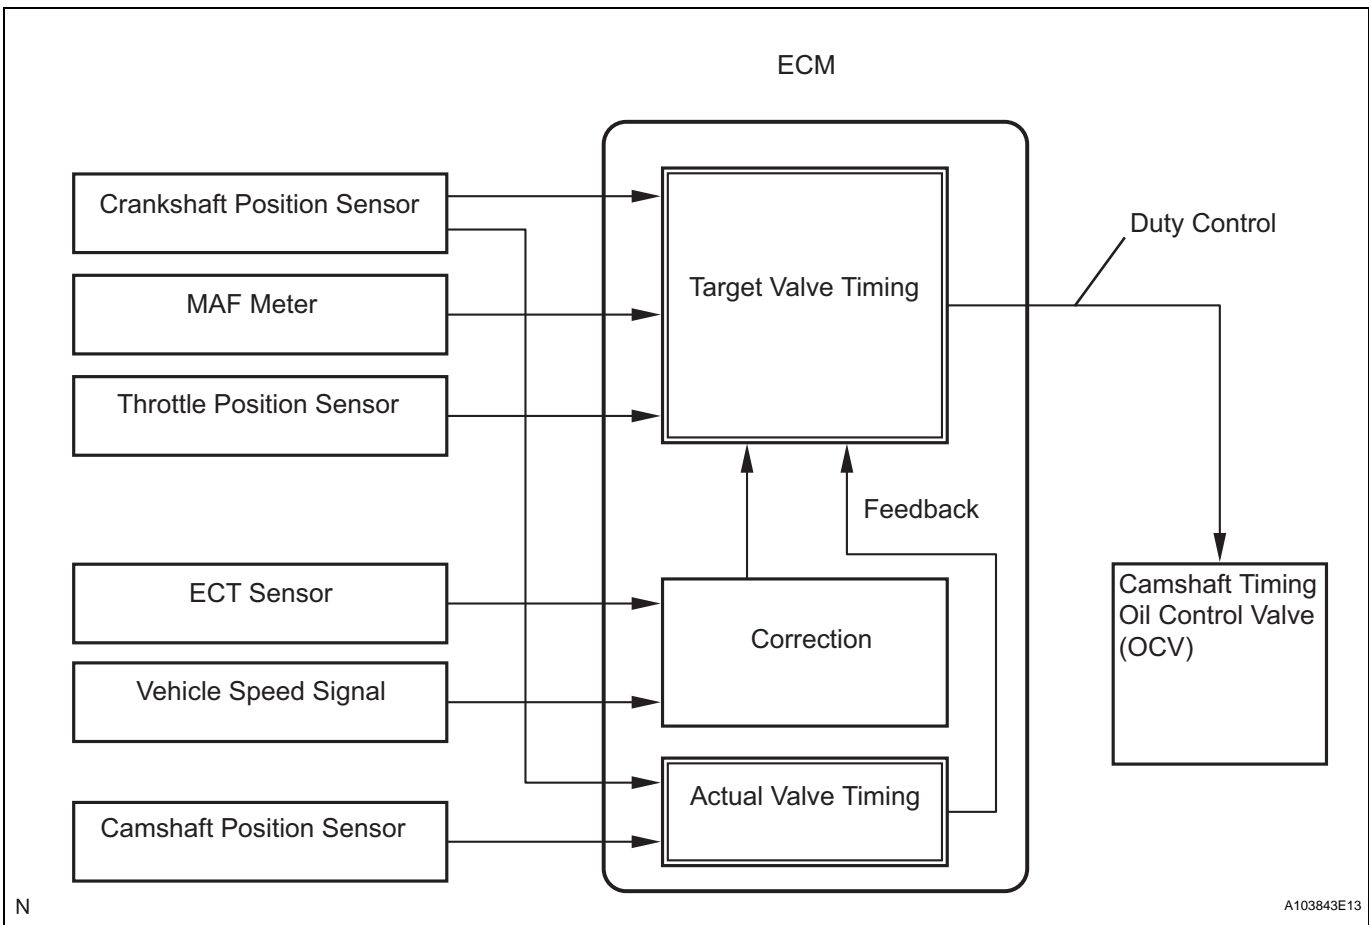 ECM
Crankshaft Position Sensor
MAF Meter
Throttle Position Sensor
ECT Sensor
Vehicle Speed Signal
Camshaft Position Sensor
Target Valve Timing
Feedback
Correction
Actual Valve Timing
Duty Control
Camshaft Timing
Oil Control Valve
(OCV)
N
A103843E13